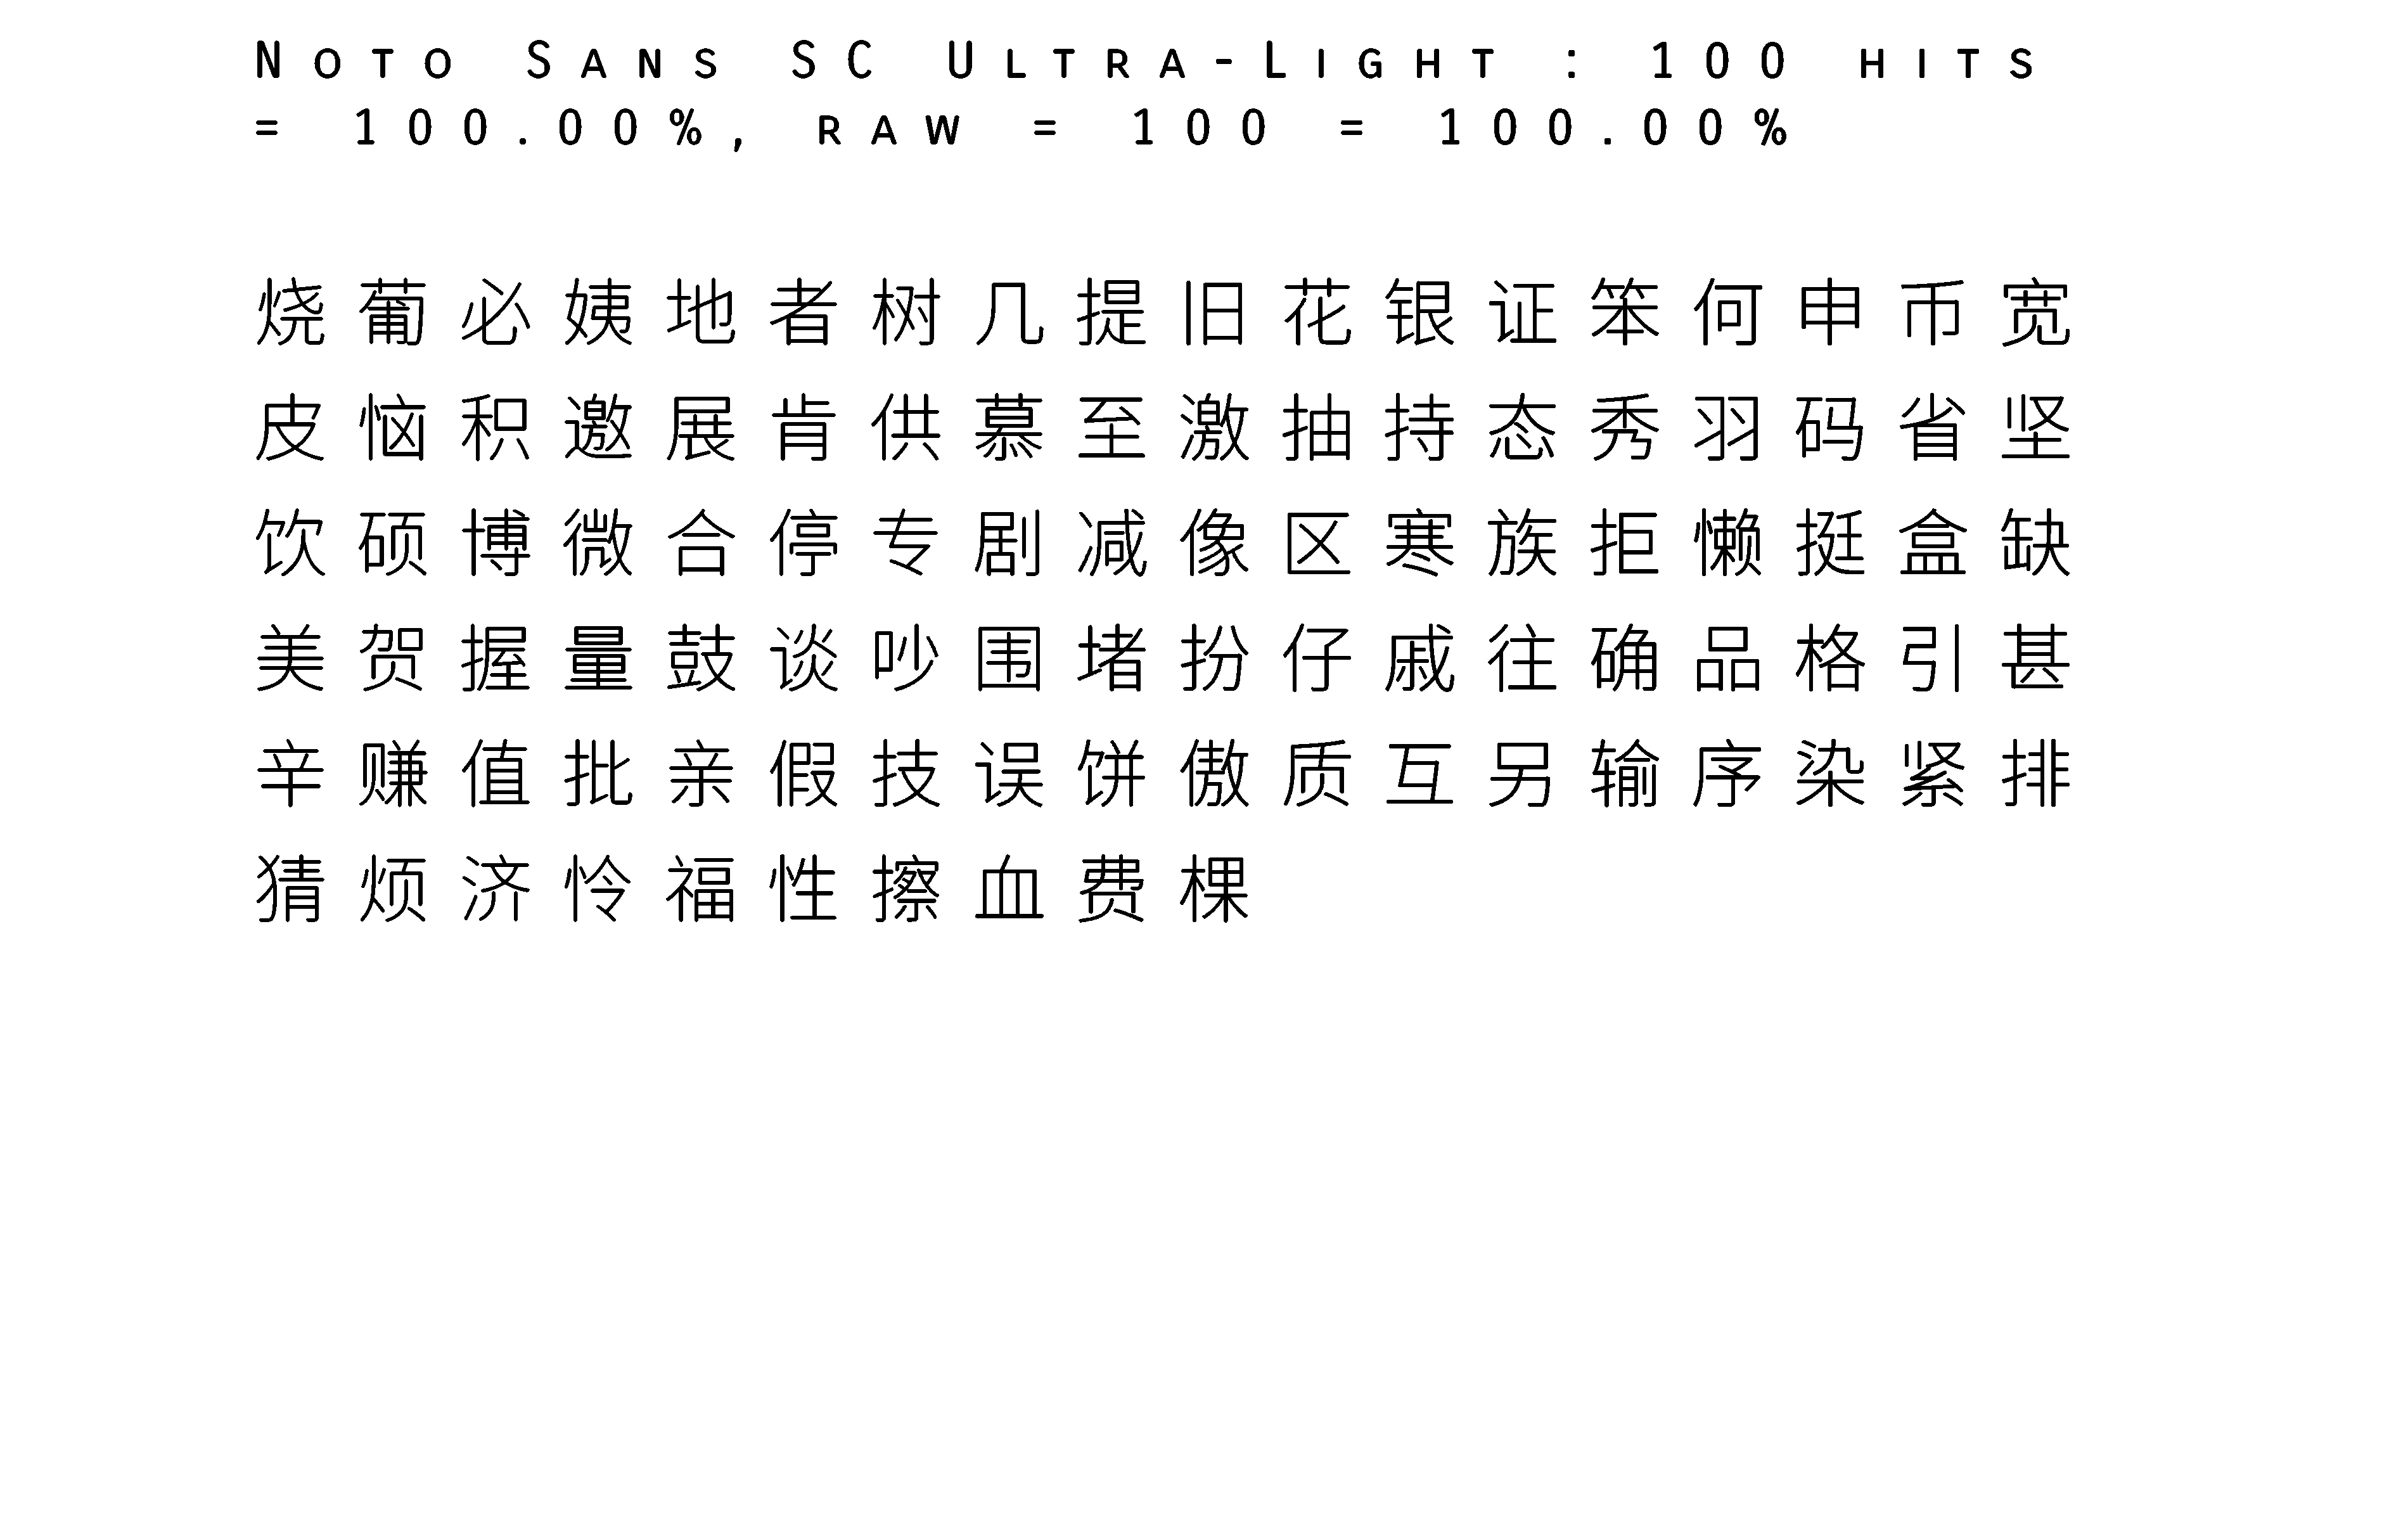 Noto Sans SC Ultra-Light : 100 hits
= 100.00%, raw = 100 = 100.00%
烧葡必姨地者树几提旧花银证笨何申币宽
皮恼积邀展肯供慕至激抽持态秀羽码省坚
饮硕博微合停专剧减像区寒族拒懒挺盒缺
美贺握量鼓谈吵围堵扮仔戚往确品格引甚
辛赚值批亲假技误饼傲质互另输序染紧排
猜烦济怜福性擦血费棵